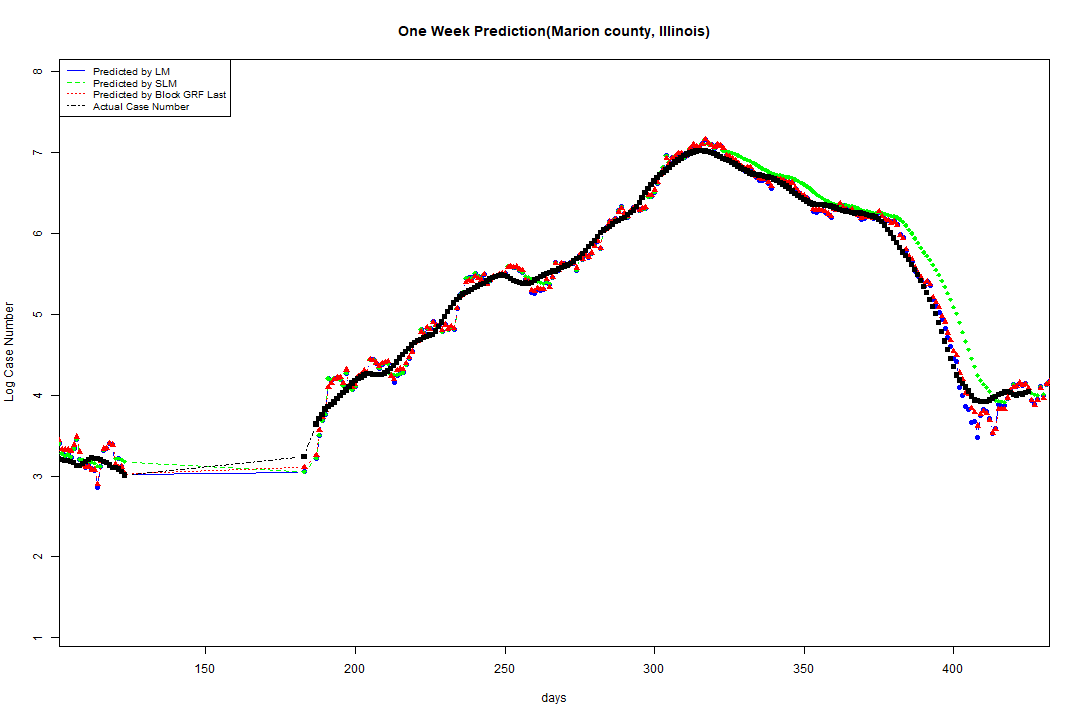 One Week Prediction(Marion county, Illinois)
Predicted by LM
Predicted by SLM
Predicted by Block GRF Last
Actual Case Number
Log Case Number
8
7
6
5
4
3
2
1
150 200 250 300 350 400
days